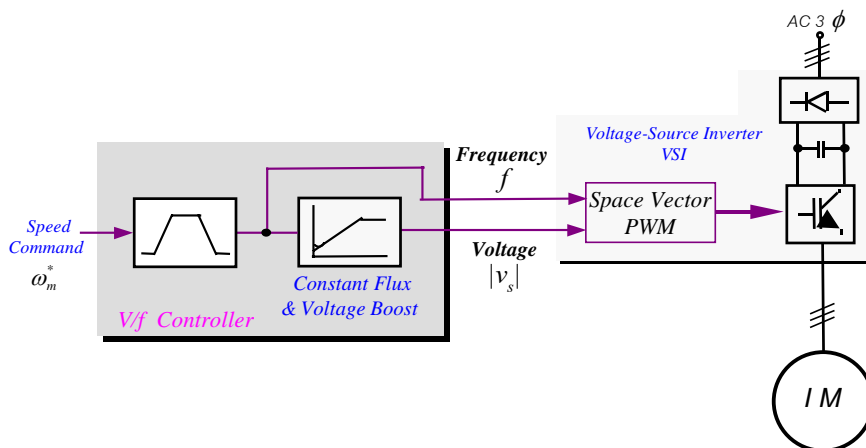 AC 3 ϕ
Voltage-Source Inverter
VSI
Frequency
f
Space Vector
PWM
Speed
Command
ω*m
Voltage
|vs|
Constant Flux
& Voltage Boost
V/f Controller
I M